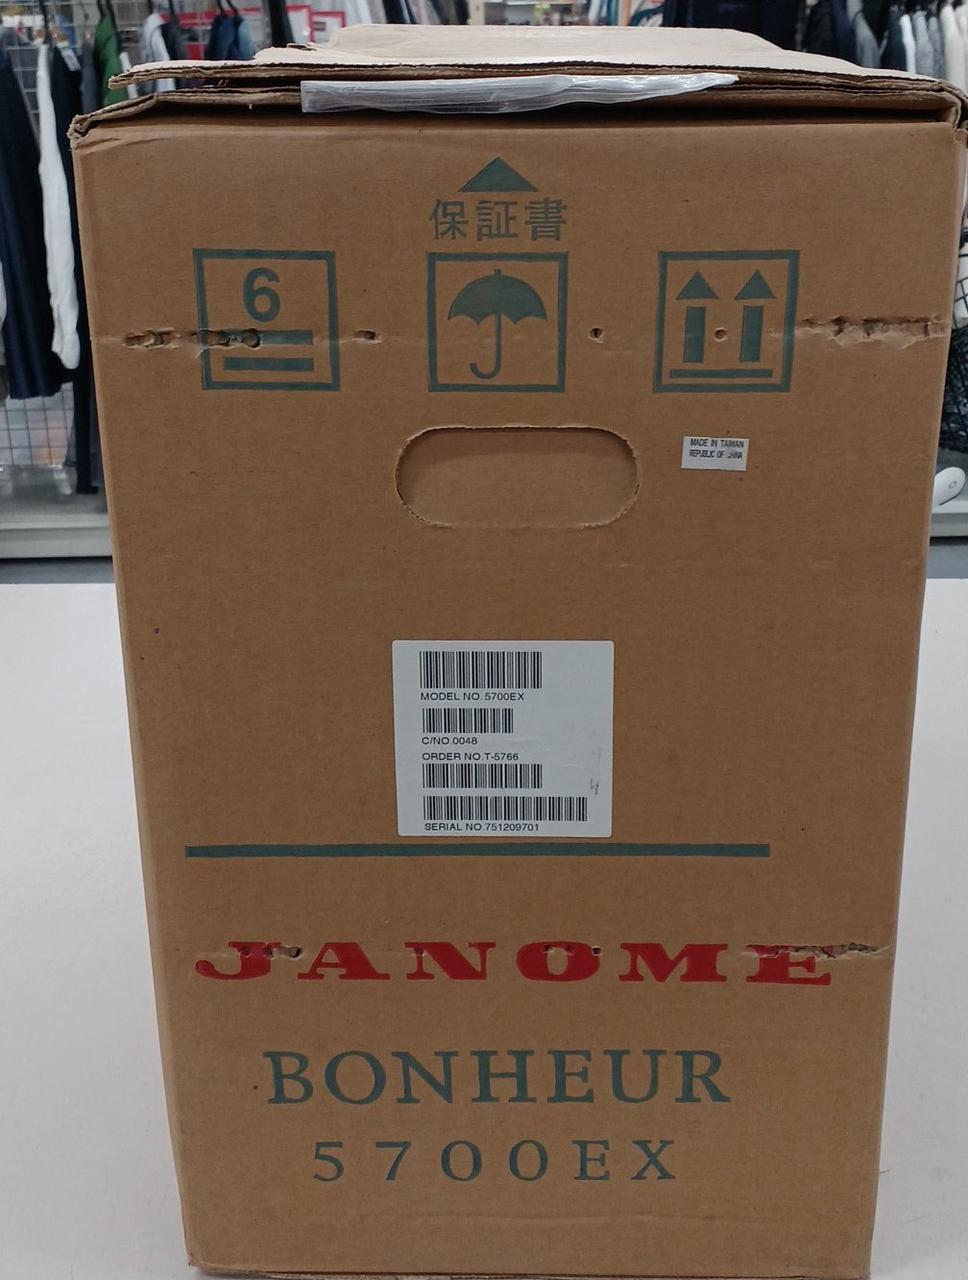 保証書
6
MADE IN TAIWAN
REPUBLIC OF CHINA
MODEL NO.5700EX
C/NO.0048
ORDER NO.T-5766
SERIAL NO.751209701
JANOME
BONHEUR
5700EX